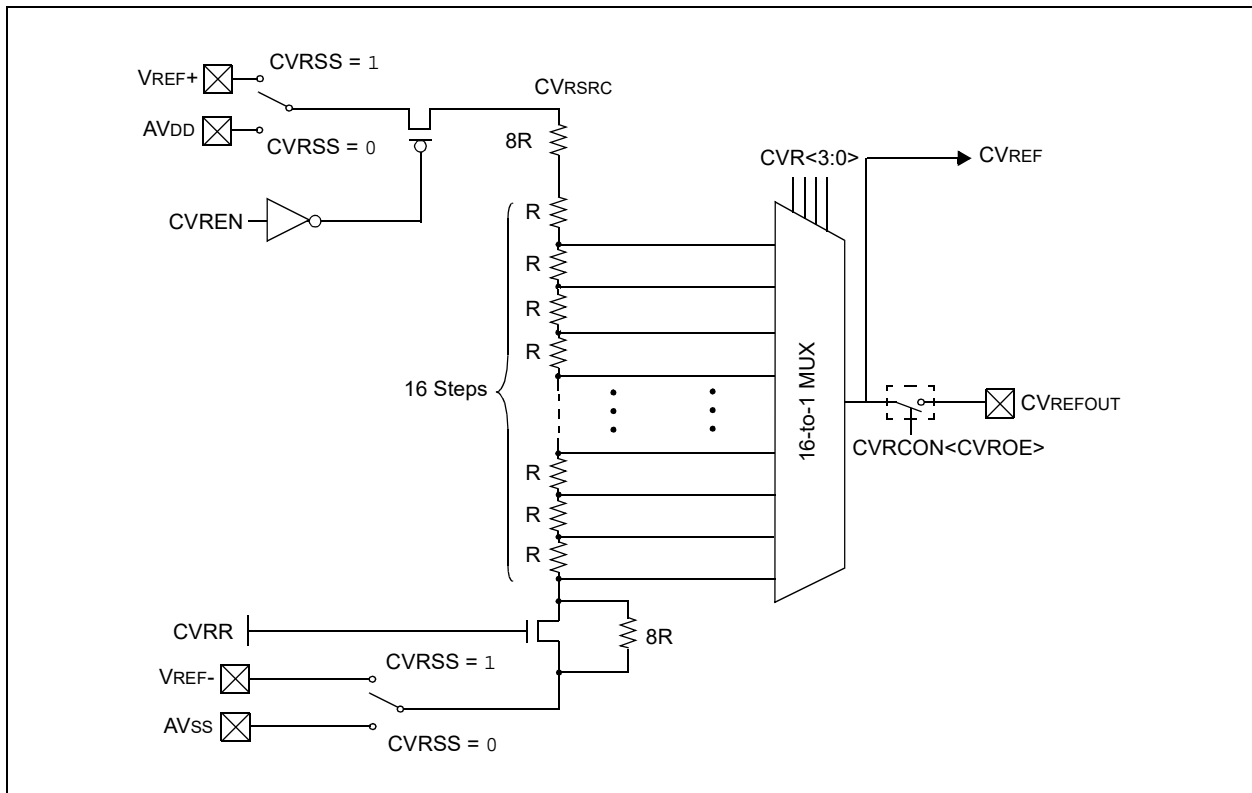 VREF+
CVRSS = 1
AVDD
CVRSS = 0
CVREN
CVRSRC
8R
R
R
R
R
16 Steps
R
R
R
CVR<3:0>
16-to-1 MUX
CVREF
CVREFOUT
CVRCON<CVROE>
CVRR
8R
VREF-
CVRSS = 1
AVSS
CVRSS = 0